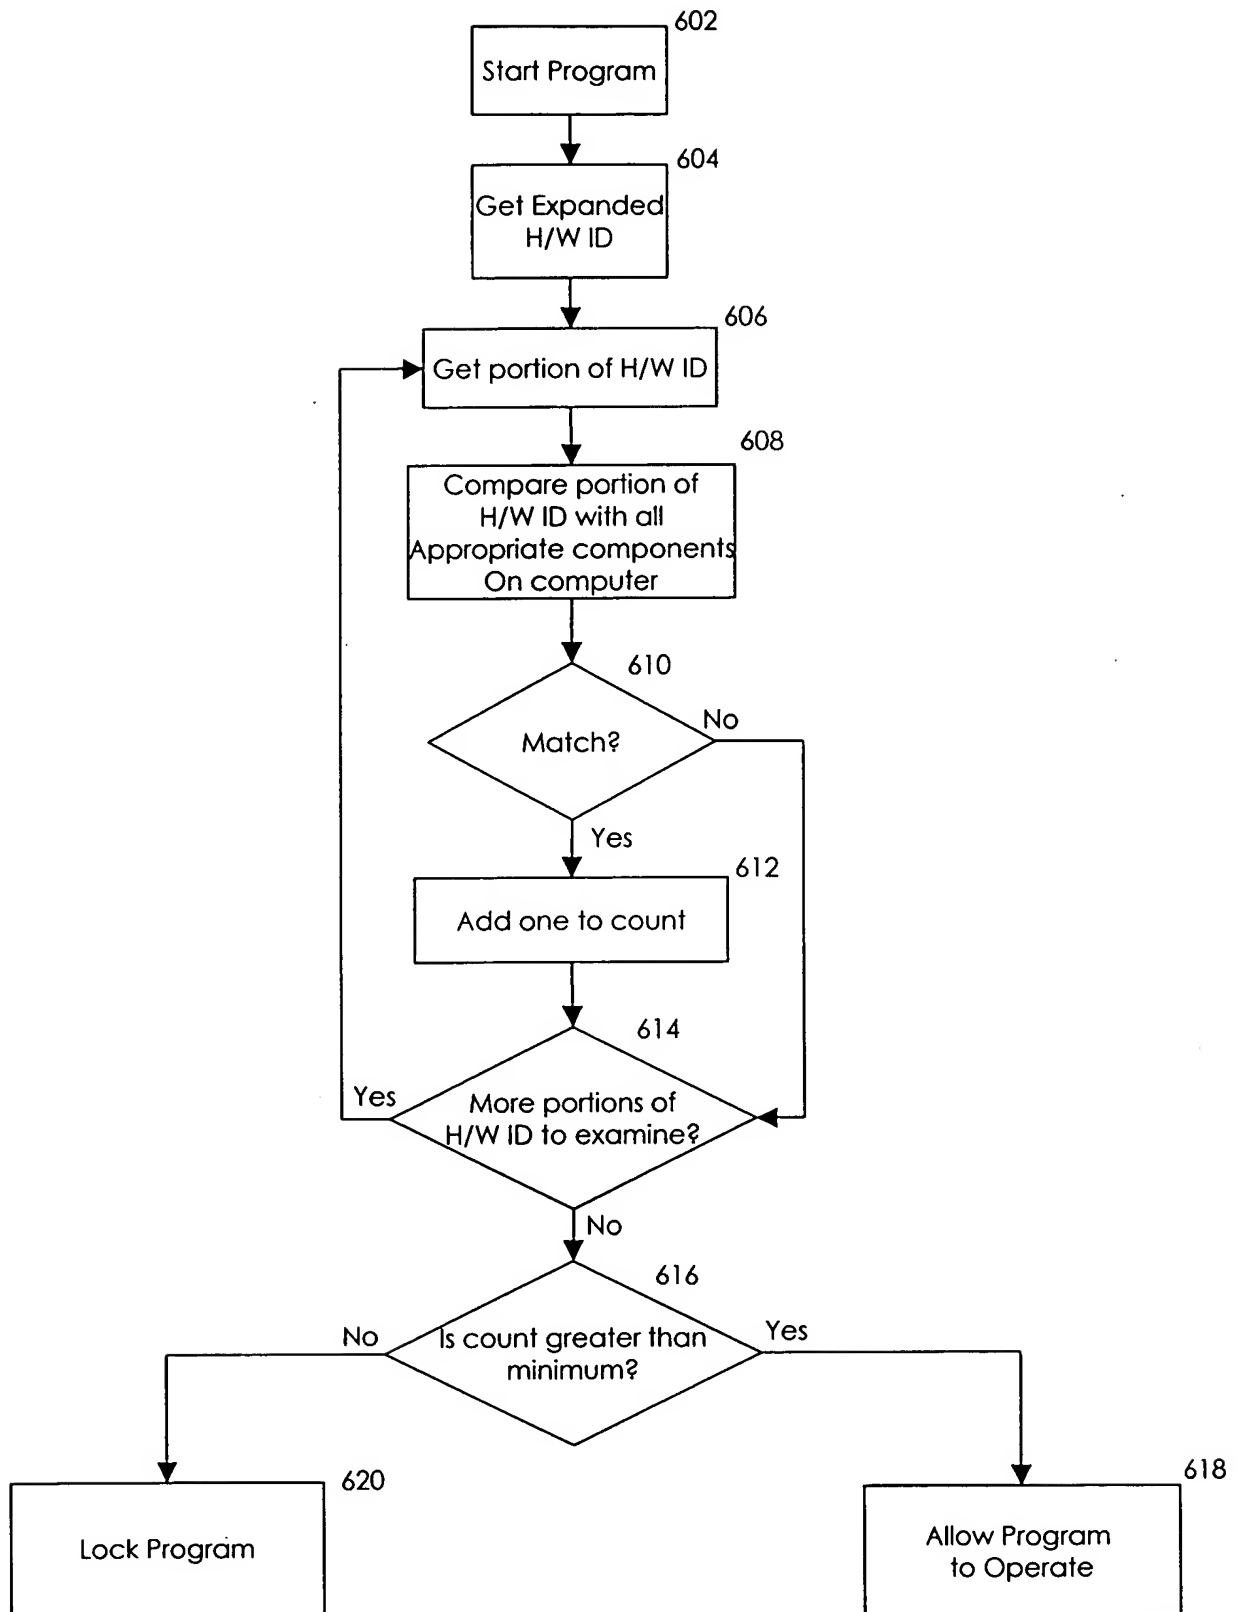 602
Start Program
604
Get Expanded
H/W ID
606
Get portion of H/W ID
608
Compare portion of
H/W ID with all
Appropriate components
On computer
610
Match?
No
Yes
612
Add one to count
614
Yes
More portions of
H/W ID to examine?
No
616
No
Is count greater than
minimum?
Yes
620
Lock Program
618
Allow Program
to Operate